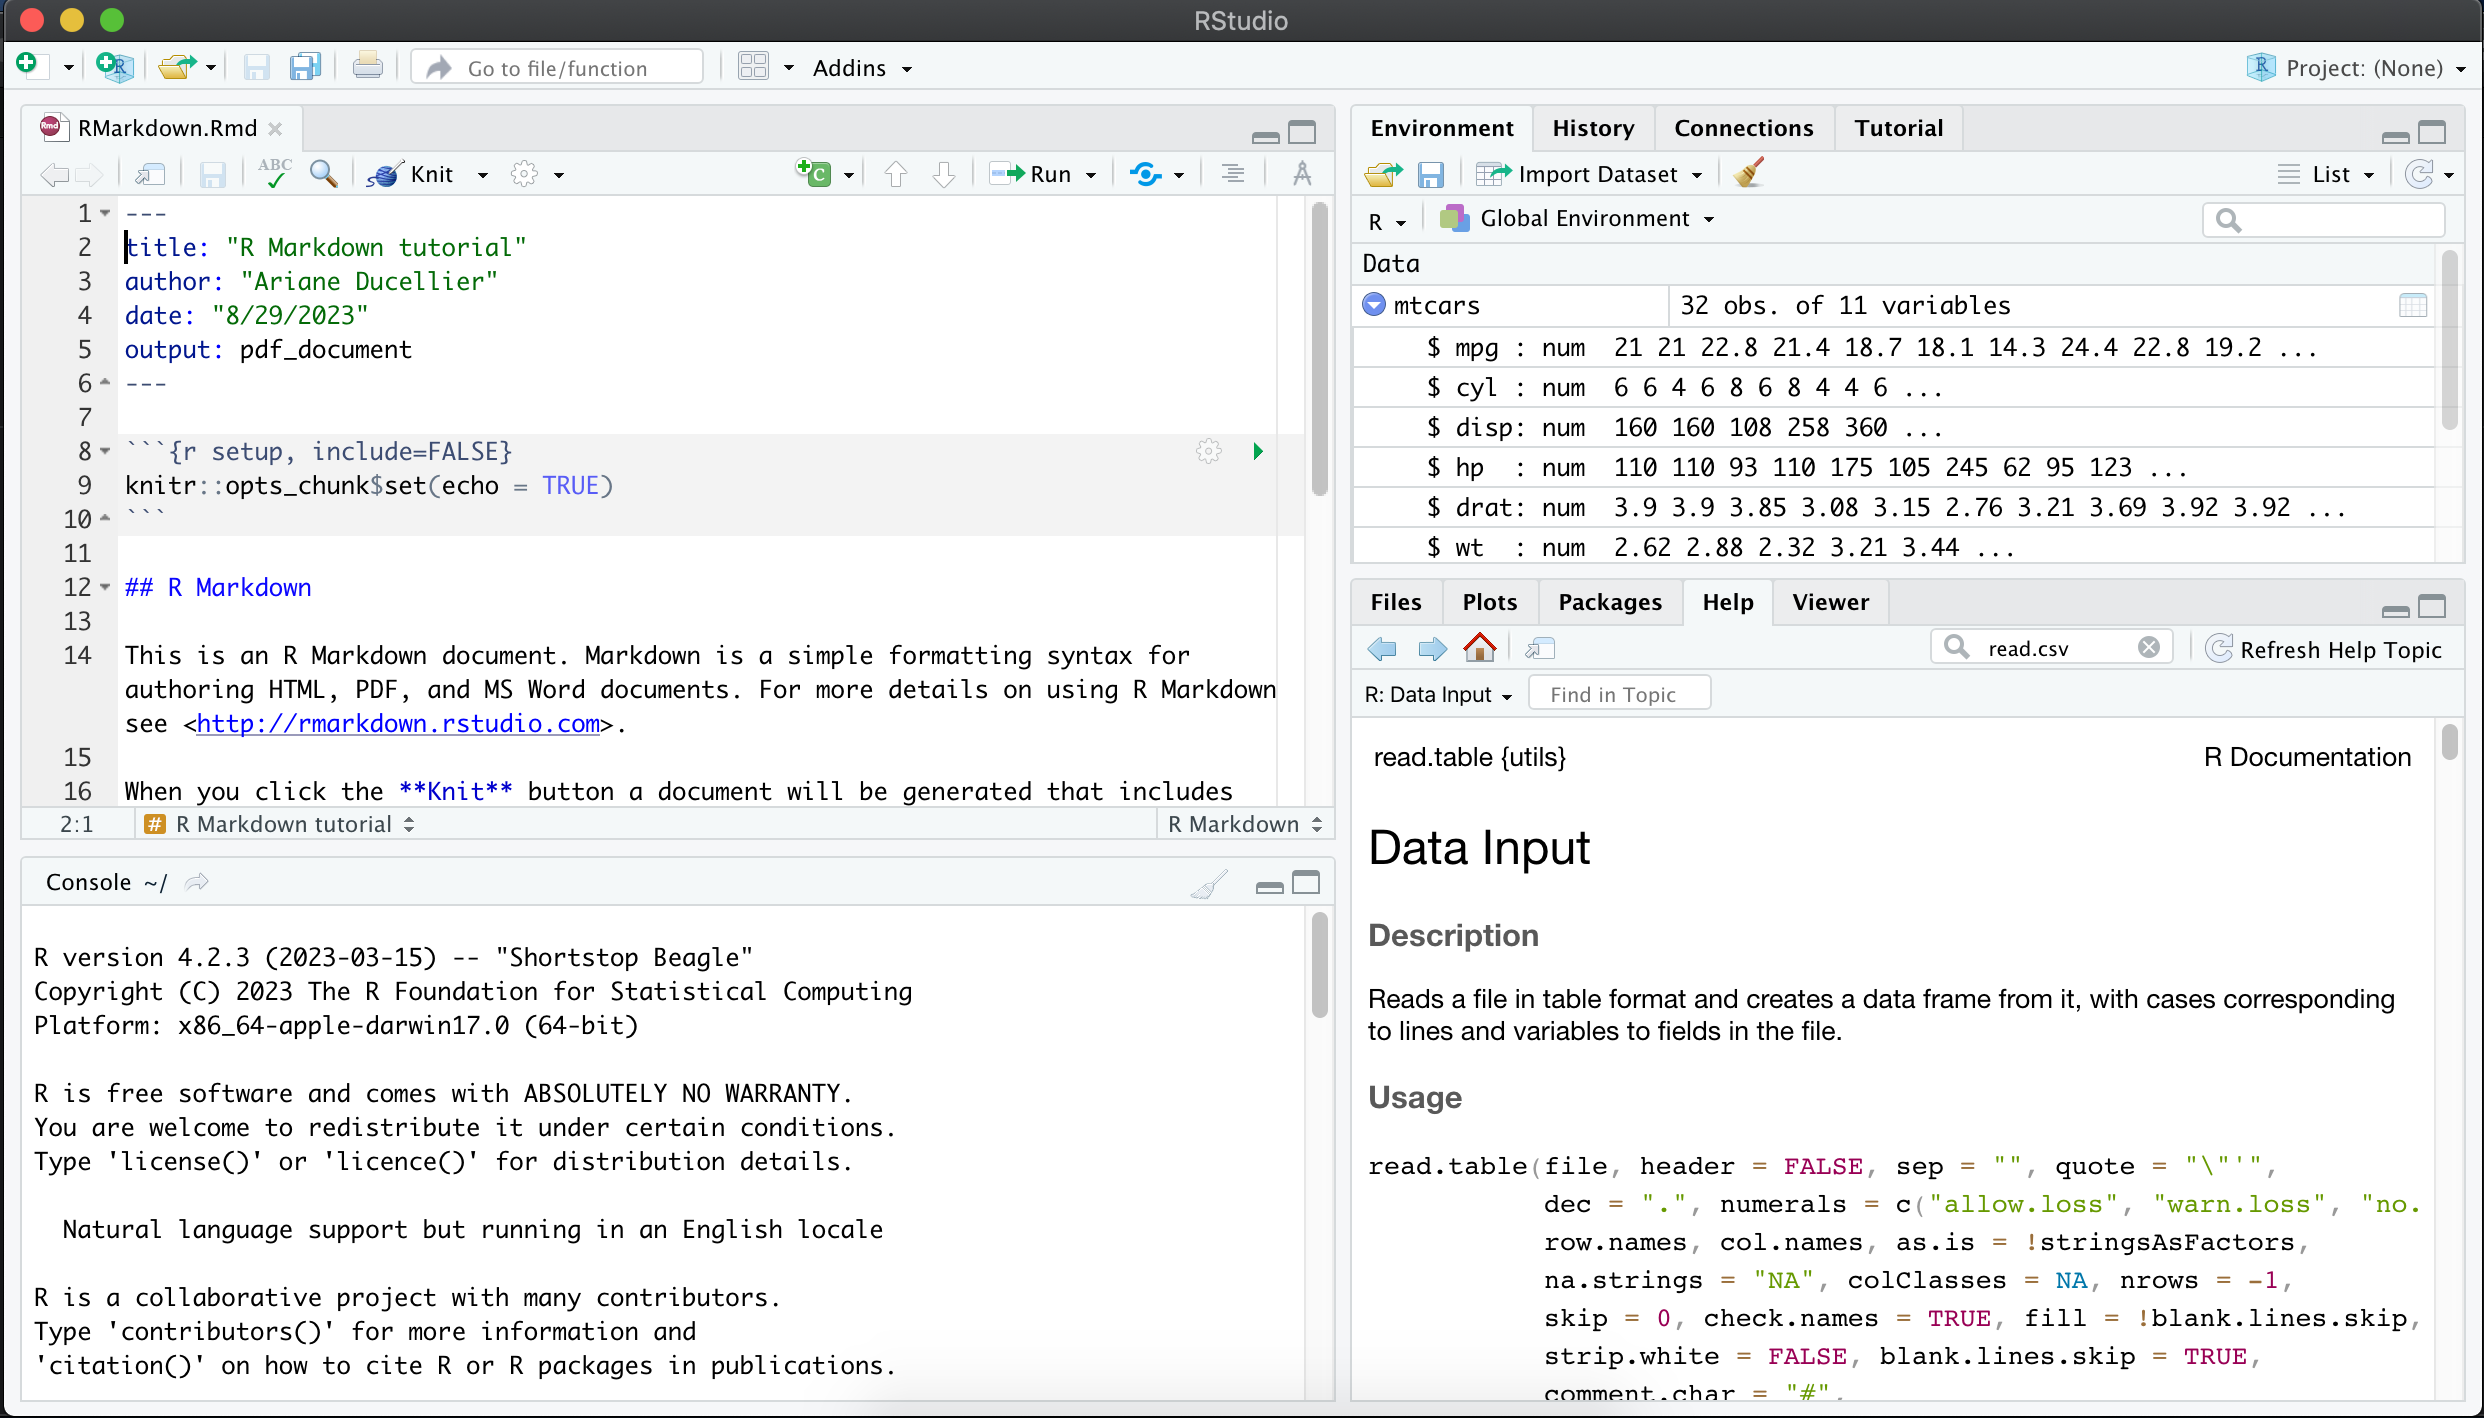 RStudio
Go to file/function
Addins
Project: (None)
RMarkdown.Rmd
ABC
Knit
Run
1 ---
2 title: "R Markdown tutorial"
3 author: "Ariane Ducellier"
4 date: "8/29/2023"
5 output: pdf_document
6 ---
7
8 ```{r setup, include=FALSE}
9 knitr::opts_chunk$set(echo = TRUE)
10 ```
11
12 ## R Markdown
13
14 This is an R Markdown document. Markdown is a simple formatting syntax for
authoring HTML, PDF, and MS Word documents. For more details on using R Markdown
see <http://rmarkdown.rstudio.com>.
15
16 When you click the **Knit** button a document will be generated that includes
2:1 # R Markdown tutorial R Markdown
Console ~/
R version 4.2.3 (2023-03-15) -- "Shortstop Beagle"
Copyright (C) 2023 The R Foundation for Statistical Computing
Platform: x86_64-apple-darwin17.0 (64-bit)
R is free software and comes with ABSOLUTELY NO WARRANTY.
You are welcome to redistribute it under certain conditions.
Type 'license()' or 'licence()' for distribution details.
Natural language support but running in an English locale
R is a collaborative project with many contributors.
Type 'contributors()' for more information and
'citation()' on how to cite R or R packages in publications.
Environment History Connections Tutorial
Import Dataset List
R Global Environment
Data
mtcars 32 obs. of 11 variables
$ mpg : num 21 21 22.8 21.4 18.7 18.1 14.3 24.4 22.8 19.2 ...
$ cyl : num 6 6 4 6 8 6 8 4 4 6 ...
$ disp: num 160 160 108 258 360 ...
$ hp : num 110 110 93 110 175 105 245 62 95 123 ...
$ drat: num 3.9 3.9 3.85 3.08 3.15 2.76 3.21 3.69 3.92 3.92 ...
$ wt : num 2.62 2.88 2.32 3.21 3.44 ...
Files Plots Packages Help Viewer
read.csv Refresh Help Topic
R: Data Input Find in Topic
read.table {utils} R Documentation
Data Input
Description
Reads a file in table format and creates a data frame from it, with cases corresponding
to lines and variables to fields in the file.
Usage
read.table(file, header = FALSE, sep = "", quote = "\"'",
dec = ".", numerals = c("allow.loss", "warn.loss", "no.
row.names, col.names, as.is = !stringsAsFactors,
na.strings = "NA", colClasses = NA, nrows = -1,
skip = 0, check.names = TRUE, fill = !blank.lines.skip,
strip.white = FALSE, blank.lines.skip = TRUE,
comment.char = "#",